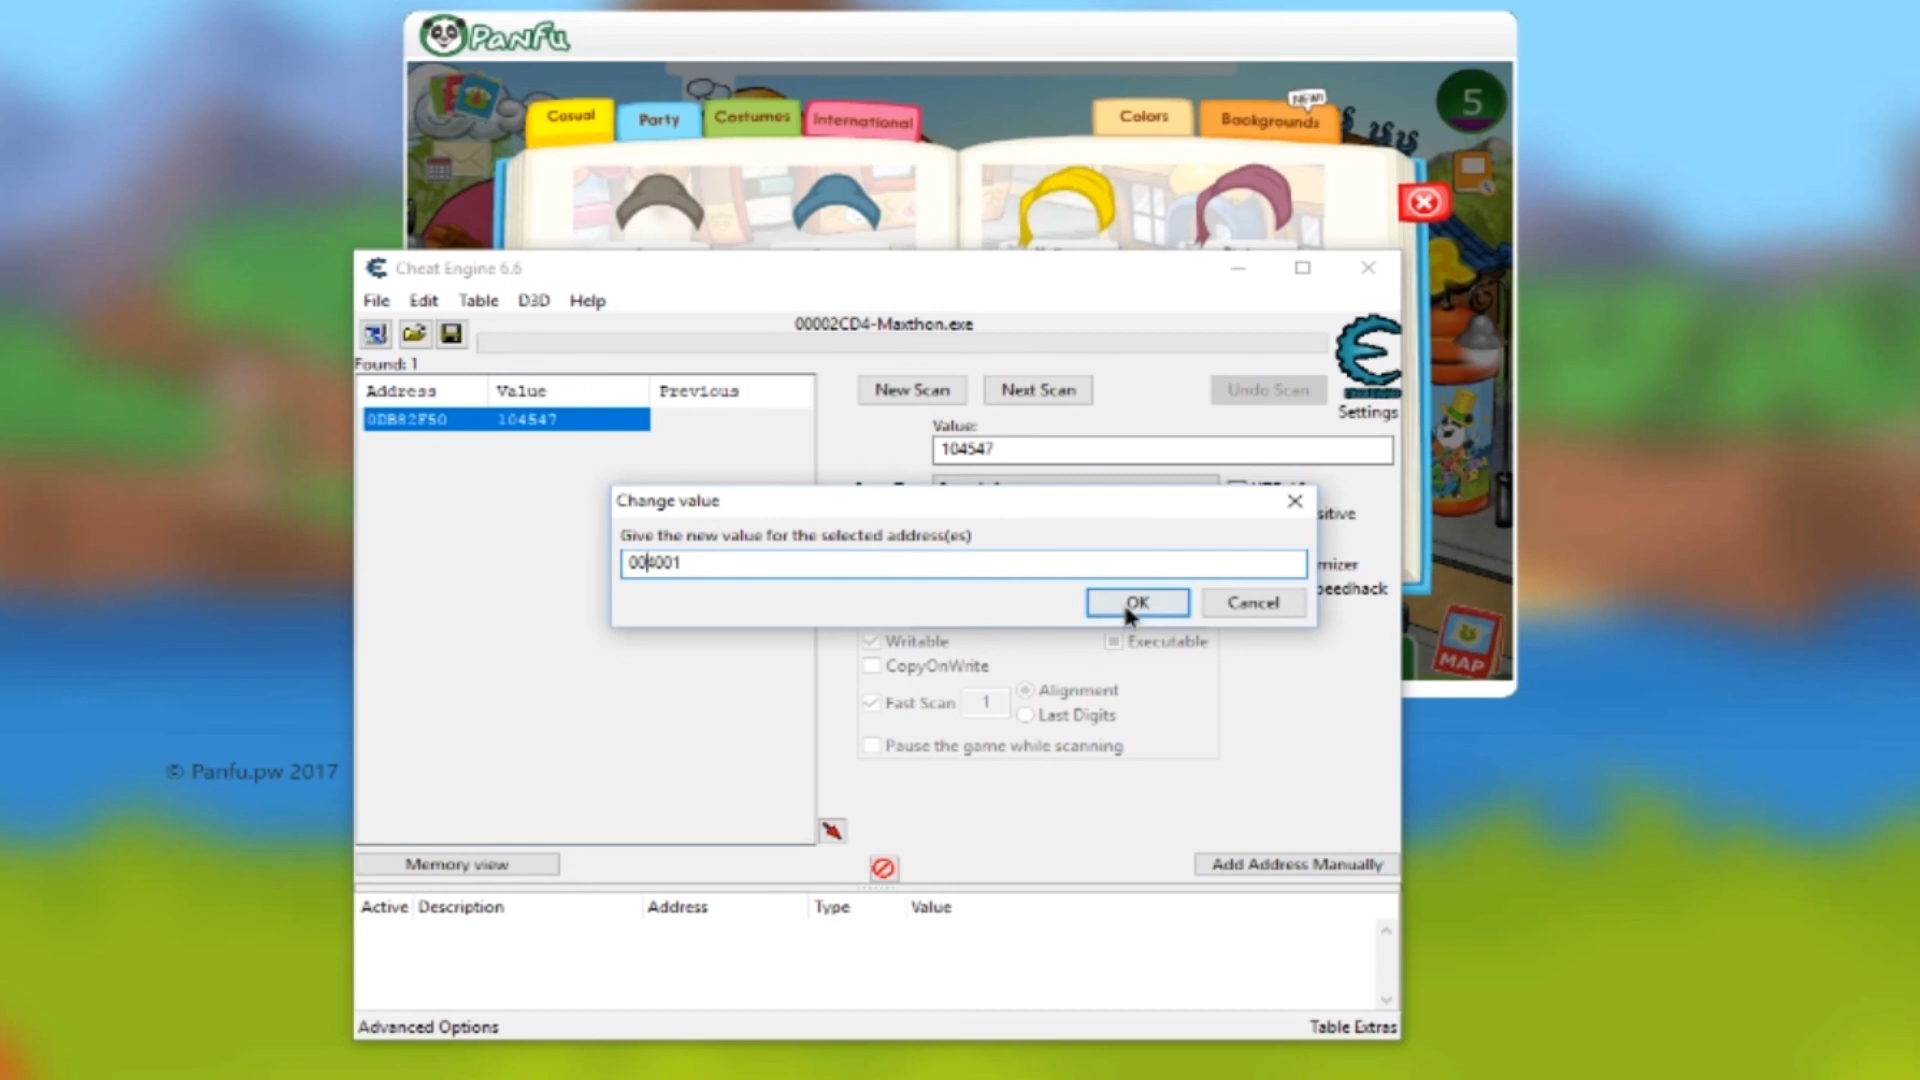 Panfu
Casual
Party
Costumes
International
Colors
NEW!
Backgrounds
5
Cheat Engine 6.6
File Edit Table D3D Help
00002CD4-Maxthon.exe
Found: 1
Address Value Previous
0DB82F50 104547
New Scan
Next Scan
Undo Scan
Settings
Value:
104547
Change value
Give the new value for the selected address(es)
004001
OK
Cancel
sitive
mizer
peedhack
Writable
Executable
CopyOnWrite
Fast Scan 1
Alignment
Last Digits
Pause the game while scanning
MAP
© Panfu.pw 2017
Memory view
Add Address Manually
Active Description Address Type Value
Advanced Options
Table Extras